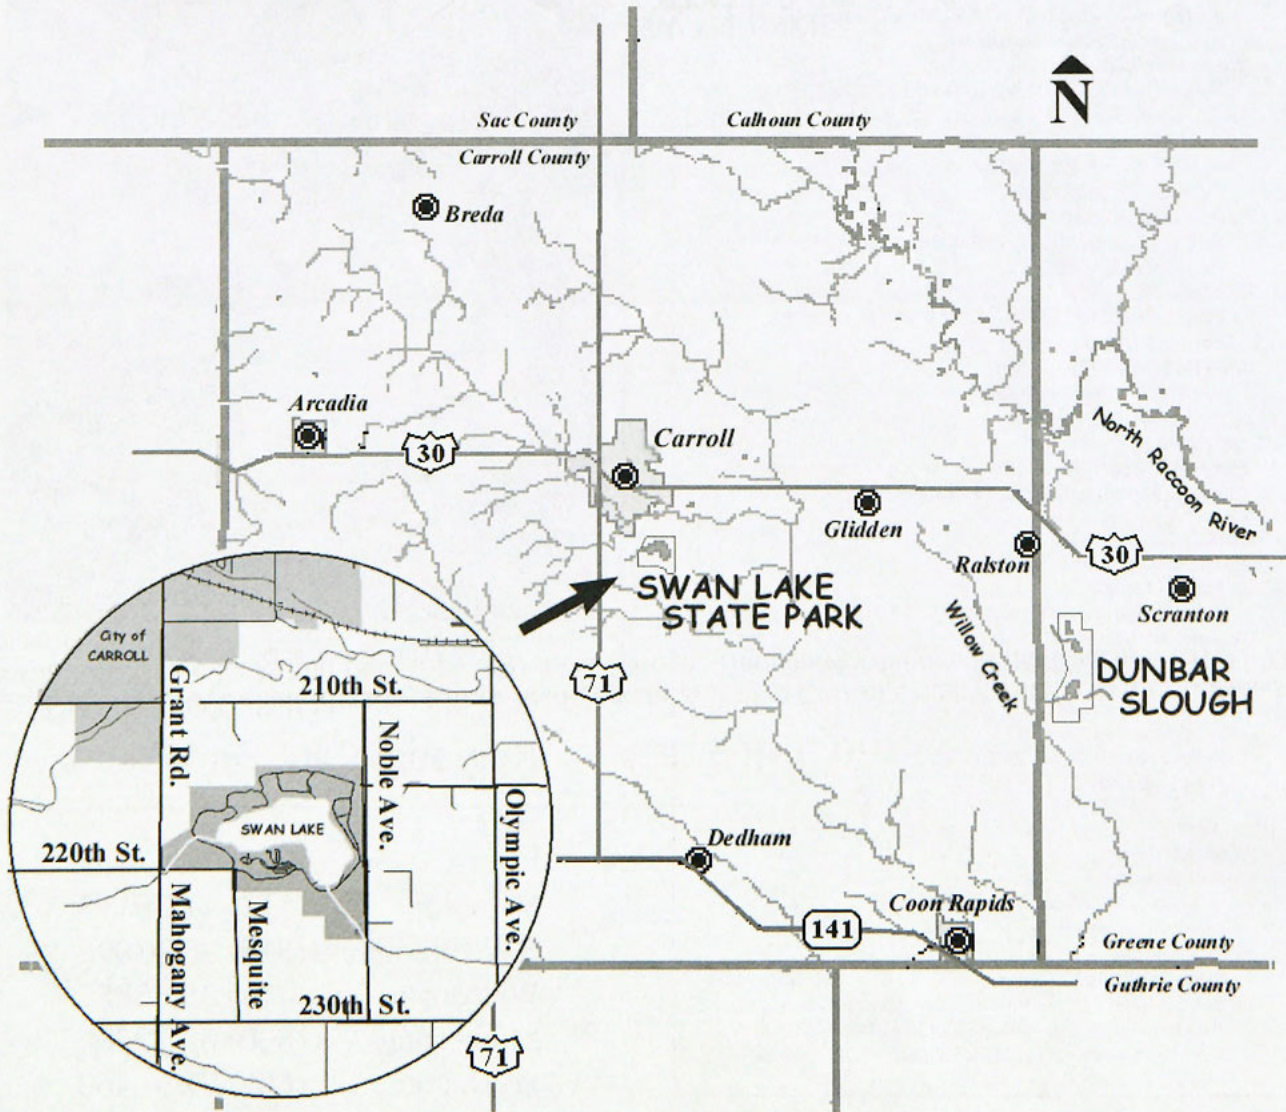 N
Sac County
Calhoun County
Carroll County
Breda
Arcadia
30
Carroll
North Raccoon River
Glidden
Ralston
30
Scranton
SWAN LAKE
STATE PARK
Willow Creek
71
DUNBAR
SLOUGH
City of
CARROLL
Grant Rd.
210th St.
Noble Ave.
Olympic Ave.
SWAN LAKE
220th St.
Mahogany Ave.
Mesquite
230th St.
Dedham
Coon Rapids
141
Greene County
Guthrie County
71